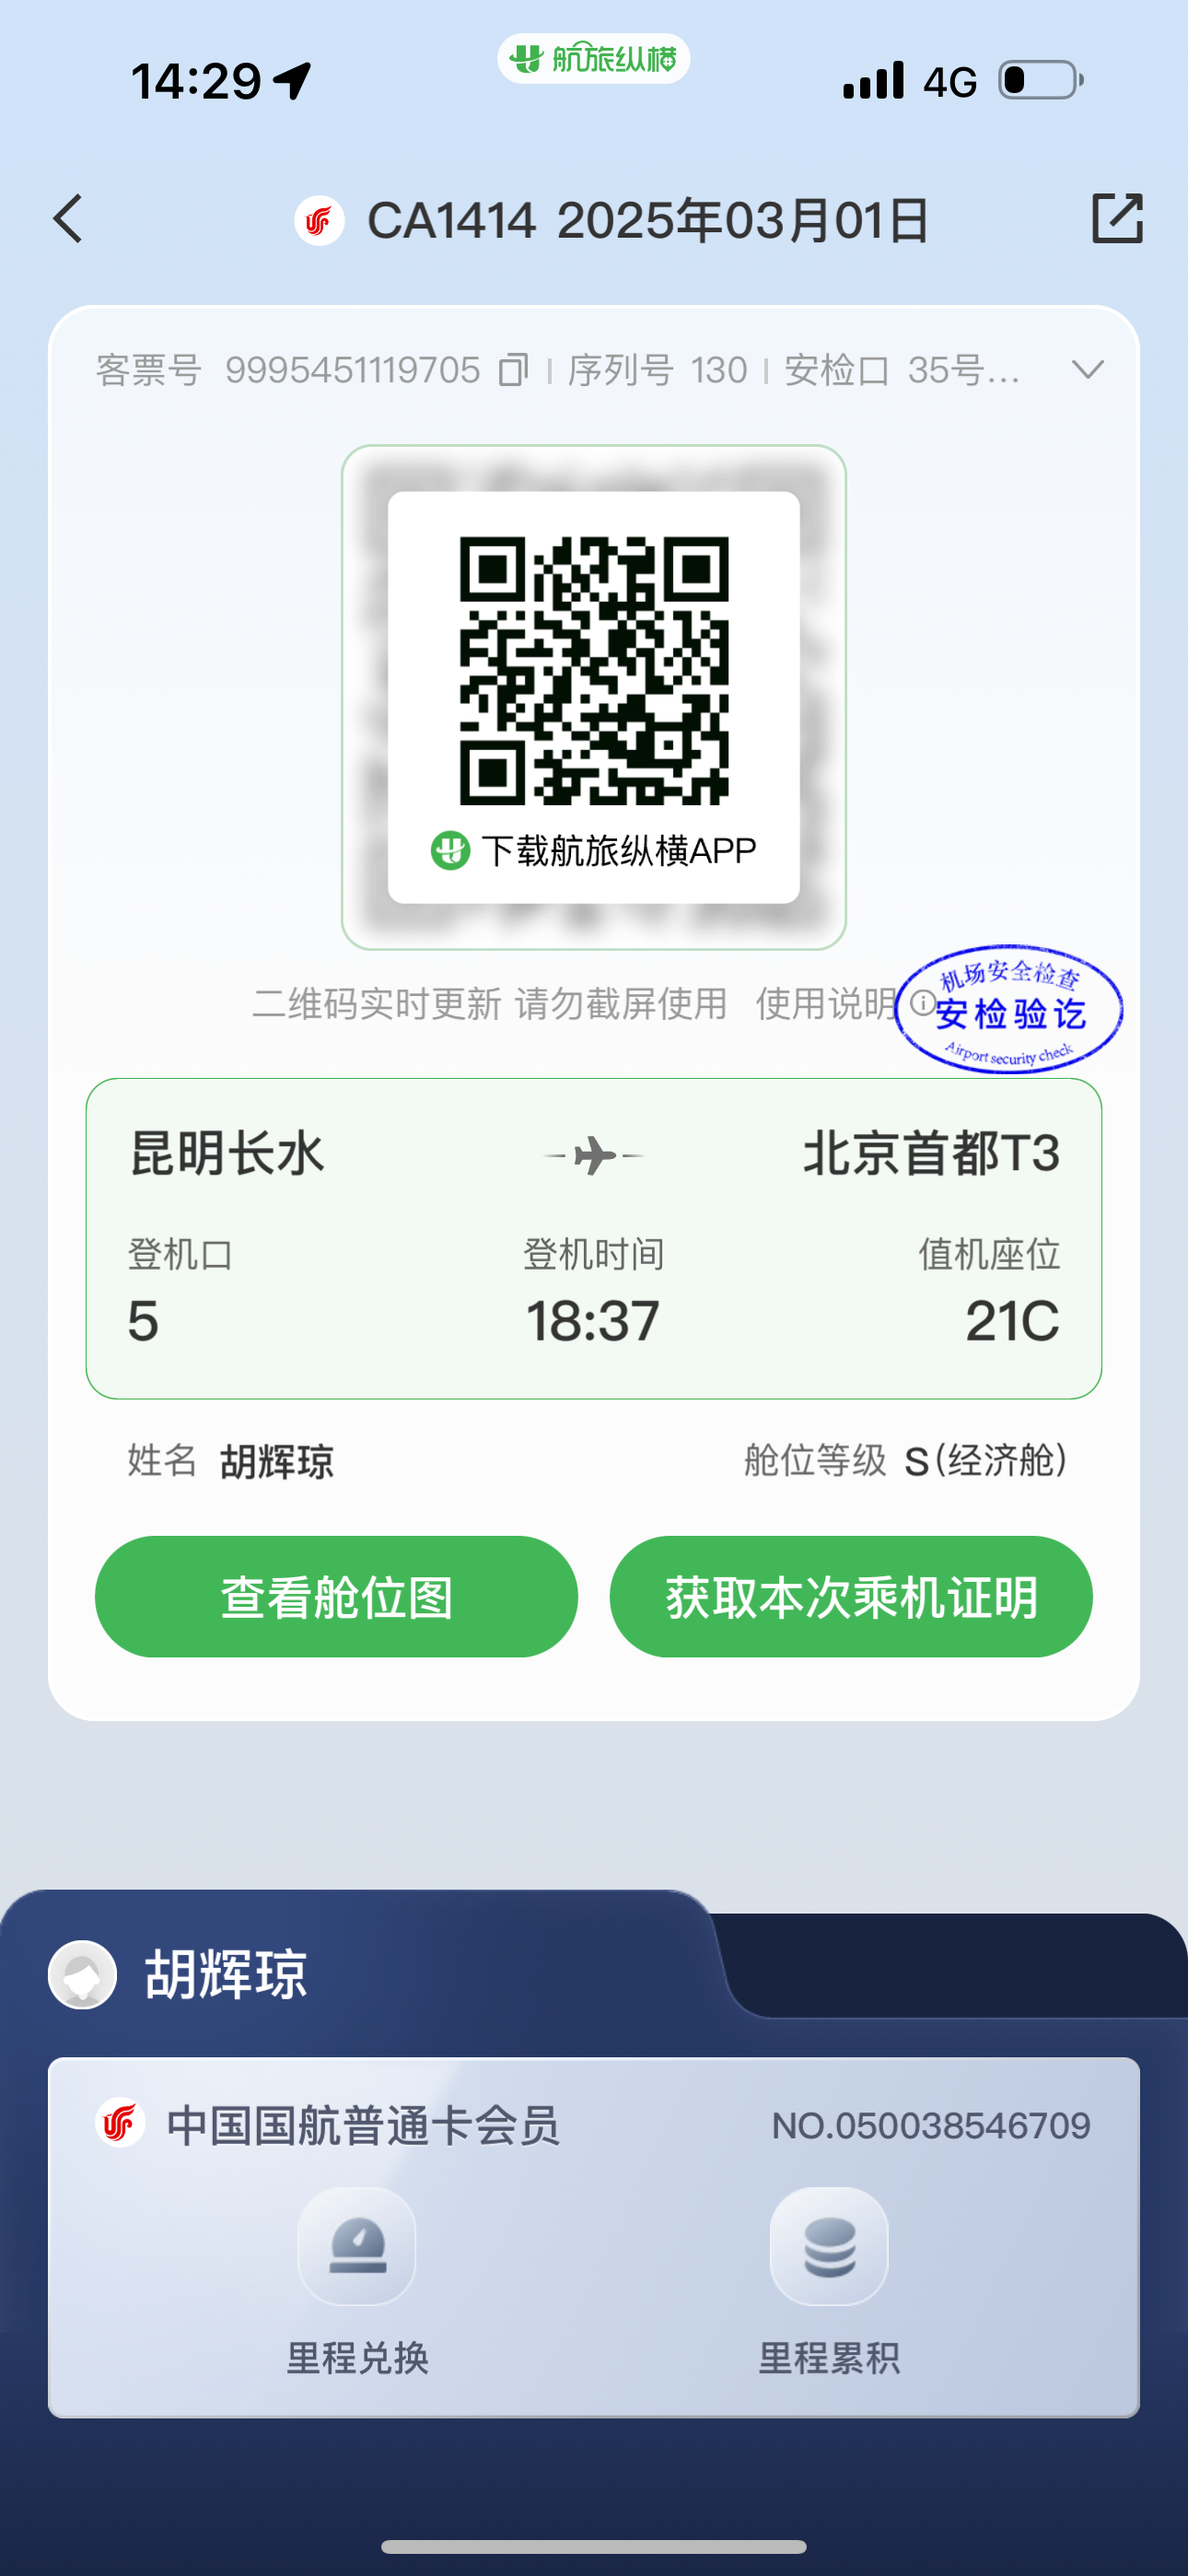 14:29
航旅纵横
4G
CA1414 2025年03月01日
客票号 9995451119705 | 序列号 130 | 安检口 35号...
下载航旅纵横APP
二维码实时更新 请勿截屏使用 使用说明
机场安全检查
安检验讫
Airport security check
昆明长水
北京首都T3
登机口 登机时间 值机座位
5 18:37 21C
姓名 胡辉琼 舱位等级 S(经济舱)
查看舱位图 获取本次乘机证明
胡辉琼
中国国航普通卡会员 NO.050038546709
里程兑换 里程累积